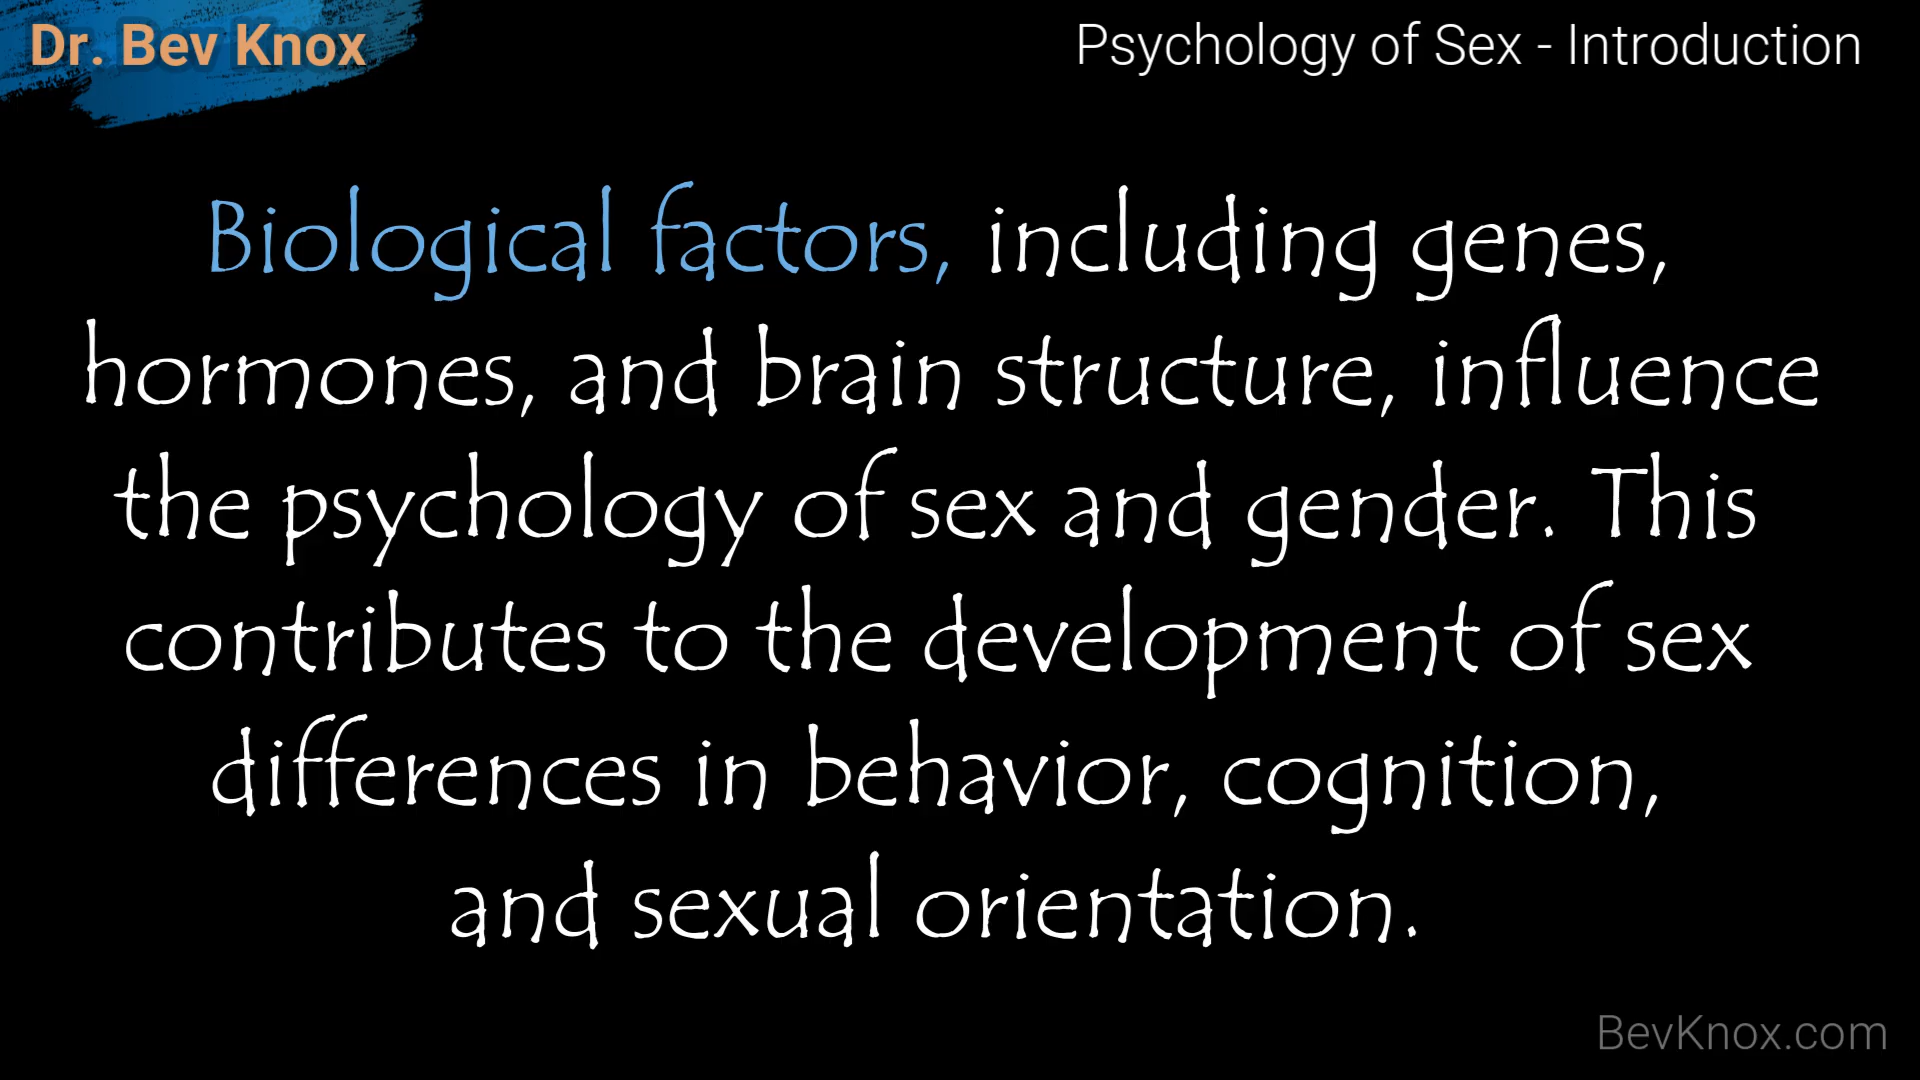 Dr. Bev Knox
Psychology of Sex - Introduction
Biological factors, including genes,
hormones, and brain structure, influence
the psychology of sex and gender. This
contributes to the development of sex
differences in behavior, cognition,
and sexual orientation.
BevKnox.com